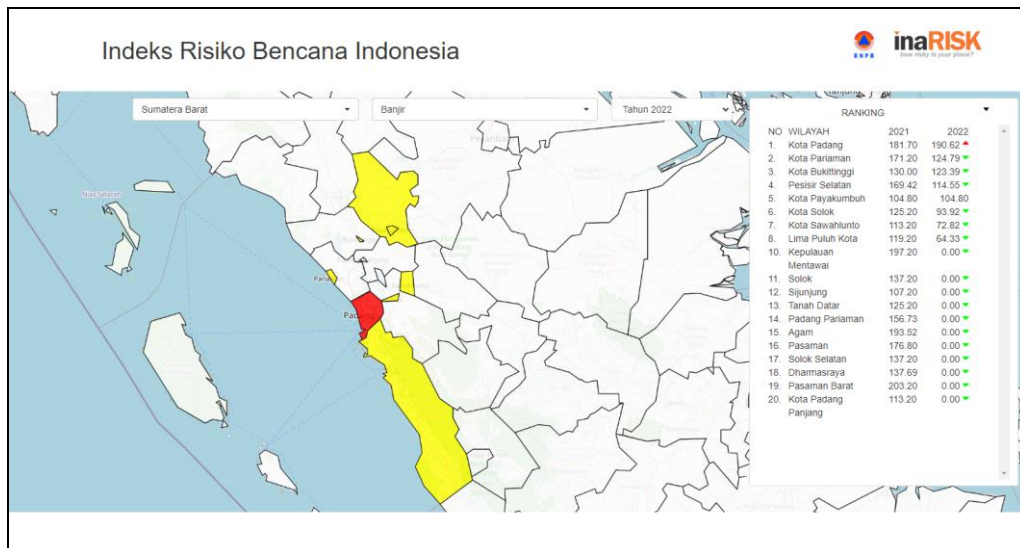 Indeks Risiko Bencana Indonesia
BNPB
inaRISK
how risky is your place?
Sumatera Barat
Banjir
Tahun 2022
RANKING
NO WILAYAH 2021 2022
1. Kota Padang 181.70 190.62
2. Kota Pariaman 171.20 124.79
3. Kota Bukittinggi 130.00 123.39
4. Pesisir Selatan 169.42 114.55
5. Kota Payakumbuh 104.80 104.80
6. Kota Solok 125.20 93.92
7. Kota Sawahlunto 113.20 72.82
8. Lima Puluh Kota 119.20 64.33
10. Kepulauan 197.20 0.00
Mentawai
11. Solok 137.20 0.00
12. Sijunjung 107.20 0.00
13. Tanah Datar 125.20 0.00
14. Padang Pariaman 156.73 0.00
15. Agam 193.52 0.00
16. Pasaman 176.80 0.00
17. Solok Selatan 137.20 0.00
18. Dharmasraya 137.69 0.00
19. Pasaman Barat 203.20 0.00
20. Kota Padang 113.20 0.00
Panjang
Nias Selatan
Padang